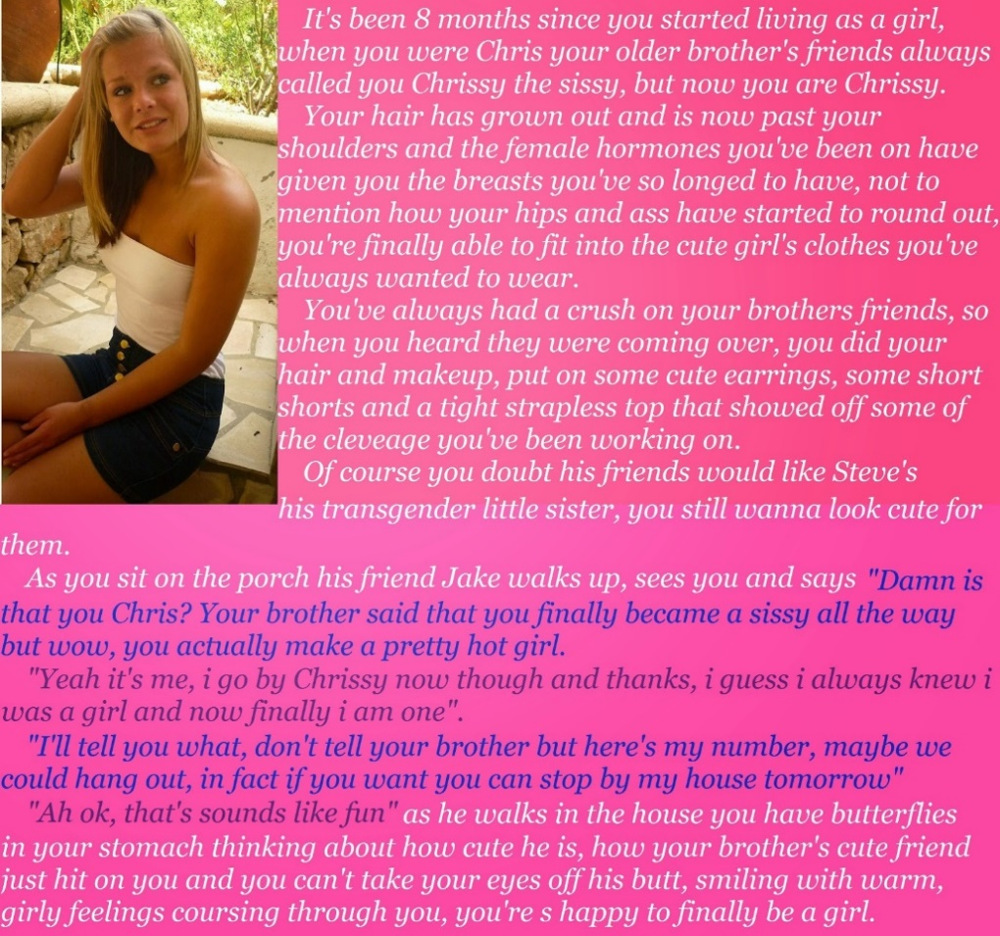 It's been 8 months since you started living as a girl,
when you were Chris your older brother's friends always
called you Chrissy the sissy, but now you are Chrissy.
Your hair has grown out and is now past your
shoulders and the female hormones you've been on have
given you the breasts you've so longed to have, not to
mention how your hips and ass have started to round out,
you're finally able to fit into the cute girl's clothes you've
always wanted to wear.
You've always had a crush on your brothers friends, so
when you heard they were coming over, you did your
hair and makeup, put on some cute earrings, some short
shorts and a tight strapless top that showed off some of
the cleveage you've been working on.
Of course you doubt his friends would like Steve's
his transgender little sister, you still wanna look cute for
them.
As you sit on the porch his friend Jake walks up, sees you and says "Damn is
that you Chris? Your brother said that you finally became a sissy all the way
but wow, you actually make a pretty hot girl.
"Yeah it's me, i go by Chrissy now though and thanks, i guess i always knew i
was a girl and now finally i am one".
"I'll tell you what, don't tell your brother but here's my number, maybe we
could hang out, in fact if you want you can stop by my house tomorrow"
"Ah ok, that's sounds like fun" as he walks in the house you have butterflies
in your stomach thinking about how cute he is, how your brother's cute friend
just hit on you and you can't take your eyes off his butt, smiling with warm,
girly feelings coursing through you, you're s happy to finally be a girl.